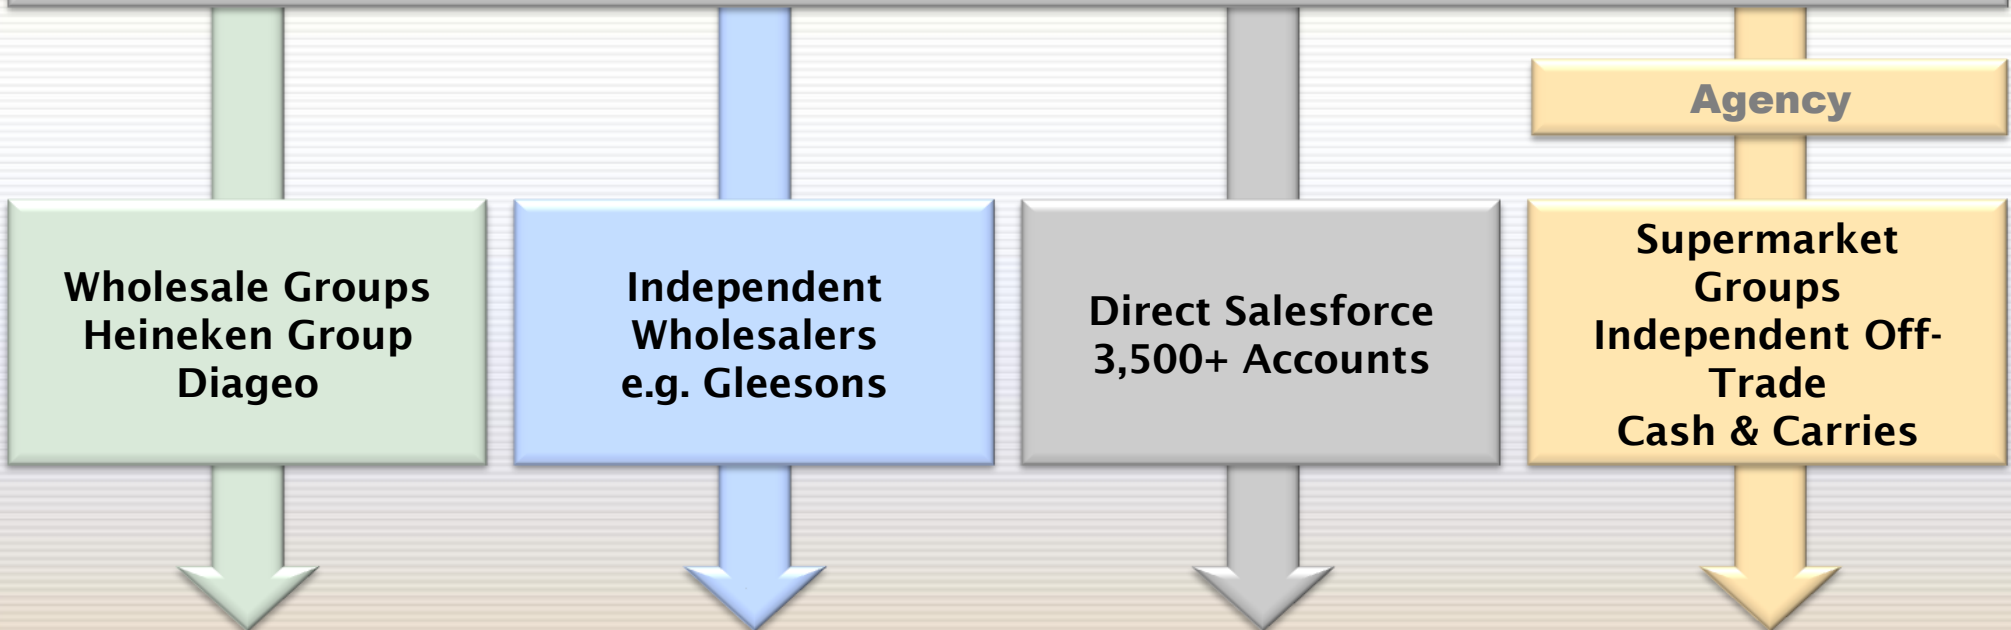 Agency
Wholesale Groups
Heineken Group
Diageo
Independent
Wholesalers
e.g. Gleesons
Direct Salesforce
3,500+ Accounts
Supermarket
Groups
Independent Off-
Trade
Cash & Carries